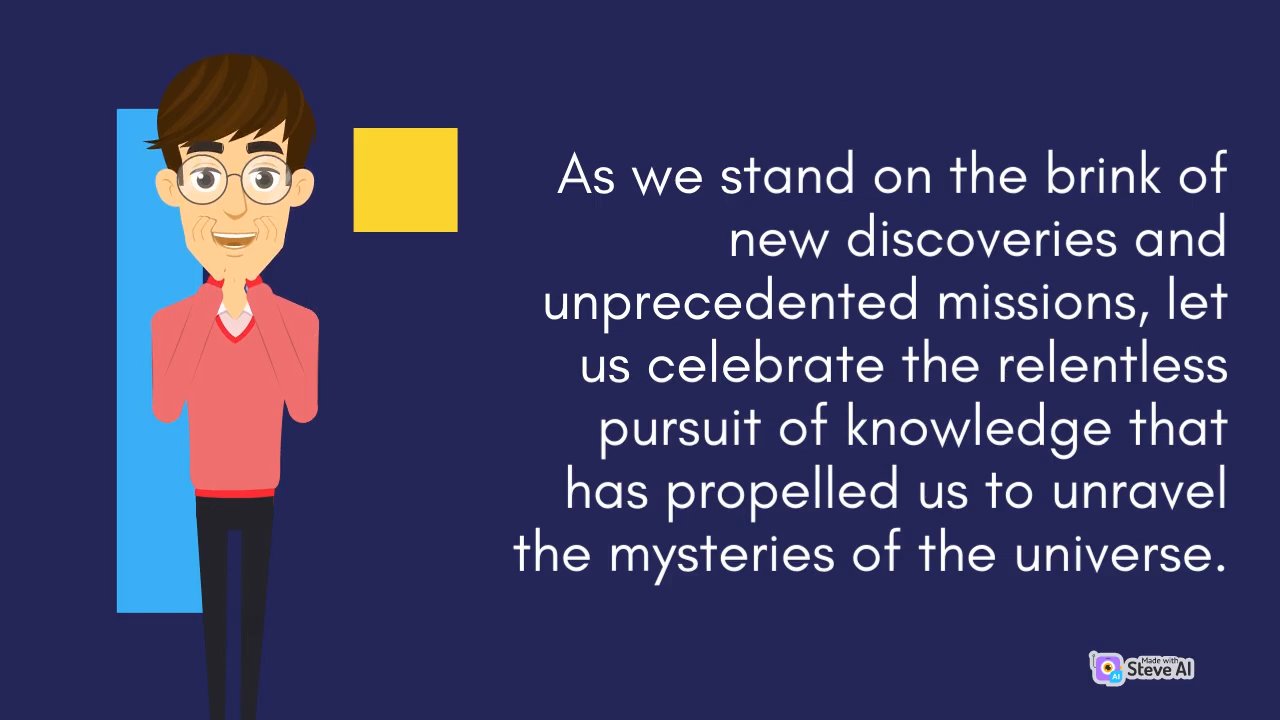 As we stand on the brink of
new discoveries and
unprecedented missions, let
us celebrate the relentless
pursuit of knowledge that
has propelled us to unravel
the mysteries of the universe.
Made with
Steve AI
AI